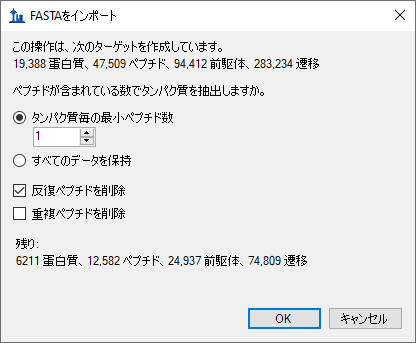 FASTAをインポート
この操作は、次のターゲットを作成しています。
19,388 蛋白質、47,509 ペプチド、94,412 前駆体、283,234 遷移
ペプチドが含まれている数でタンパク質を抽出しますか。
タンパク質毎の最小ペプチド数
1
すべてのデータを保持
反復ペプチドを削除
重複ペプチドを削除
残り:
6211 蛋白質、12,582 ペプチド、24,937 前駆体、74,809 遷移
OK キャンセル